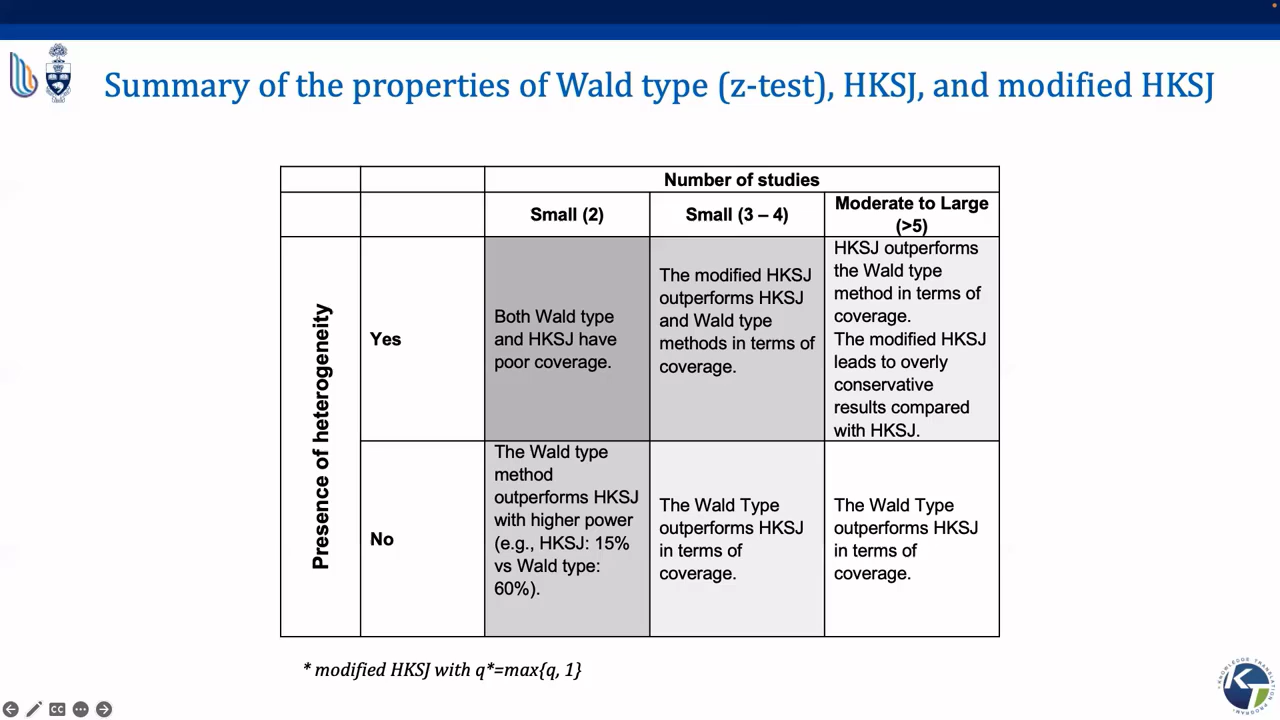 Summary of the properties of Wald type (z-test), HKSJ, and modified HKSJ
Number of studies
Small (2)
Small (3 – 4)
Moderate to Large
(>5)
Presence of heterogeneity
Yes
Both Wald type
and HKSJ have
poor coverage.
The modified HKSJ
outperforms HKSJ
and Wald type
methods in terms of
coverage.
HKSJ outperforms
the Wald type
method in terms of
coverage.
The modified HKSJ
leads to overly
conservative
results compared
with HKSJ.
No
The Wald type
method
outperforms HKSJ
with higher power
(e.g., HKSJ: 15%
vs Wald type:
60%).
The Wald Type
outperforms HKSJ
in terms of
coverage.
The Wald Type
outperforms HKSJ
in terms of
coverage.
* modified HKSJ with q*=max{q, 1}
KNOWLEDGE TRANSLATION PROGRAM
KT
CC